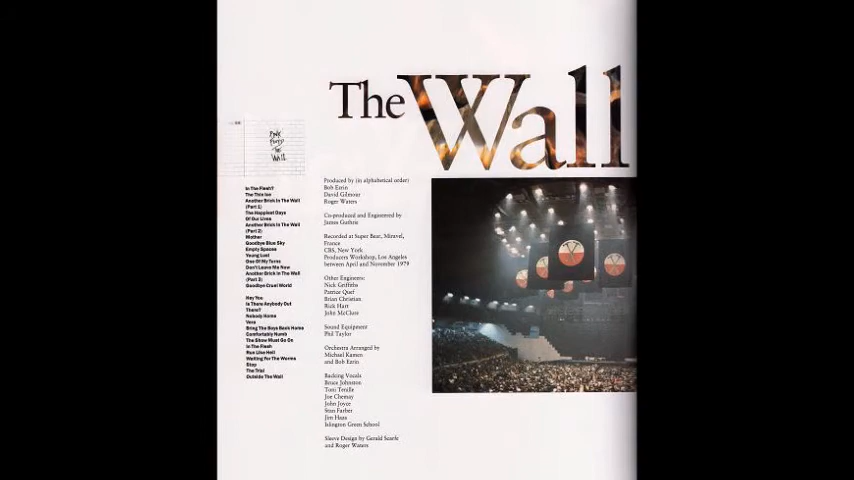 The Wall
PINK
FLOYD
THE
WALL
In The Flesh?
The Thin Ice
Another Brick In The Wall
(Part 1)
The Happiest Days
Of Our Lives
Another Brick In The Wall
(Part 2)
Mother
Goodbye Blue Sky
Empty Spaces
Young Lust
One Of My Turns
Don't Leave Me Now
Another Brick In The Wall
(Part 3)
Goodbye Cruel World
Hey You
Is There Anybody Out
There?
Nobody Home
Vera
Bring The Boys Back Home
Comfortably Numb
The Show Must Go On
In The Flesh
Run Like Hell
Waiting For The Worms
Stop
The Trial
Outside The Wall
Produced by (in alphabetical order)
Bob Ezrin
David Gilmour
Roger Waters
Co-produced and Engineered by
James Guthrie
Recorded at Super Bear, Miraval,
France
CBS, New York
Producers Workshop, Los Angeles
between April and November 1979
Other Engineers:
Nick Griffiths
Patrice Quef
Brian Christian
Rick Hart
John McClure
Sound Equipment
Phil Taylor
Orchestra Arranged by
Michael Kamen
and Bob Ezrin
Backing Vocals
Bruce Johnston
Toni Tenille
Joe Chemay
John Joyce
Stan Farber
Jim Haas
Islington Green School
Sleeve Design by Gerald Scarfe
and Roger Waters